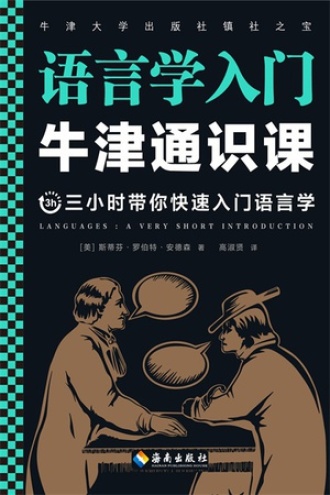 牛津大学出版社镇社之宝
语言学入门
牛津通识课
3h 三小时带你快速入门语言学
LANGUAGES : A VERY SHORT INTRODUCTION
[美] 斯蒂芬·罗伯特·安德森 著 高淑贤 译
海南出版社
HAINAN PUBLISHING HOUSE